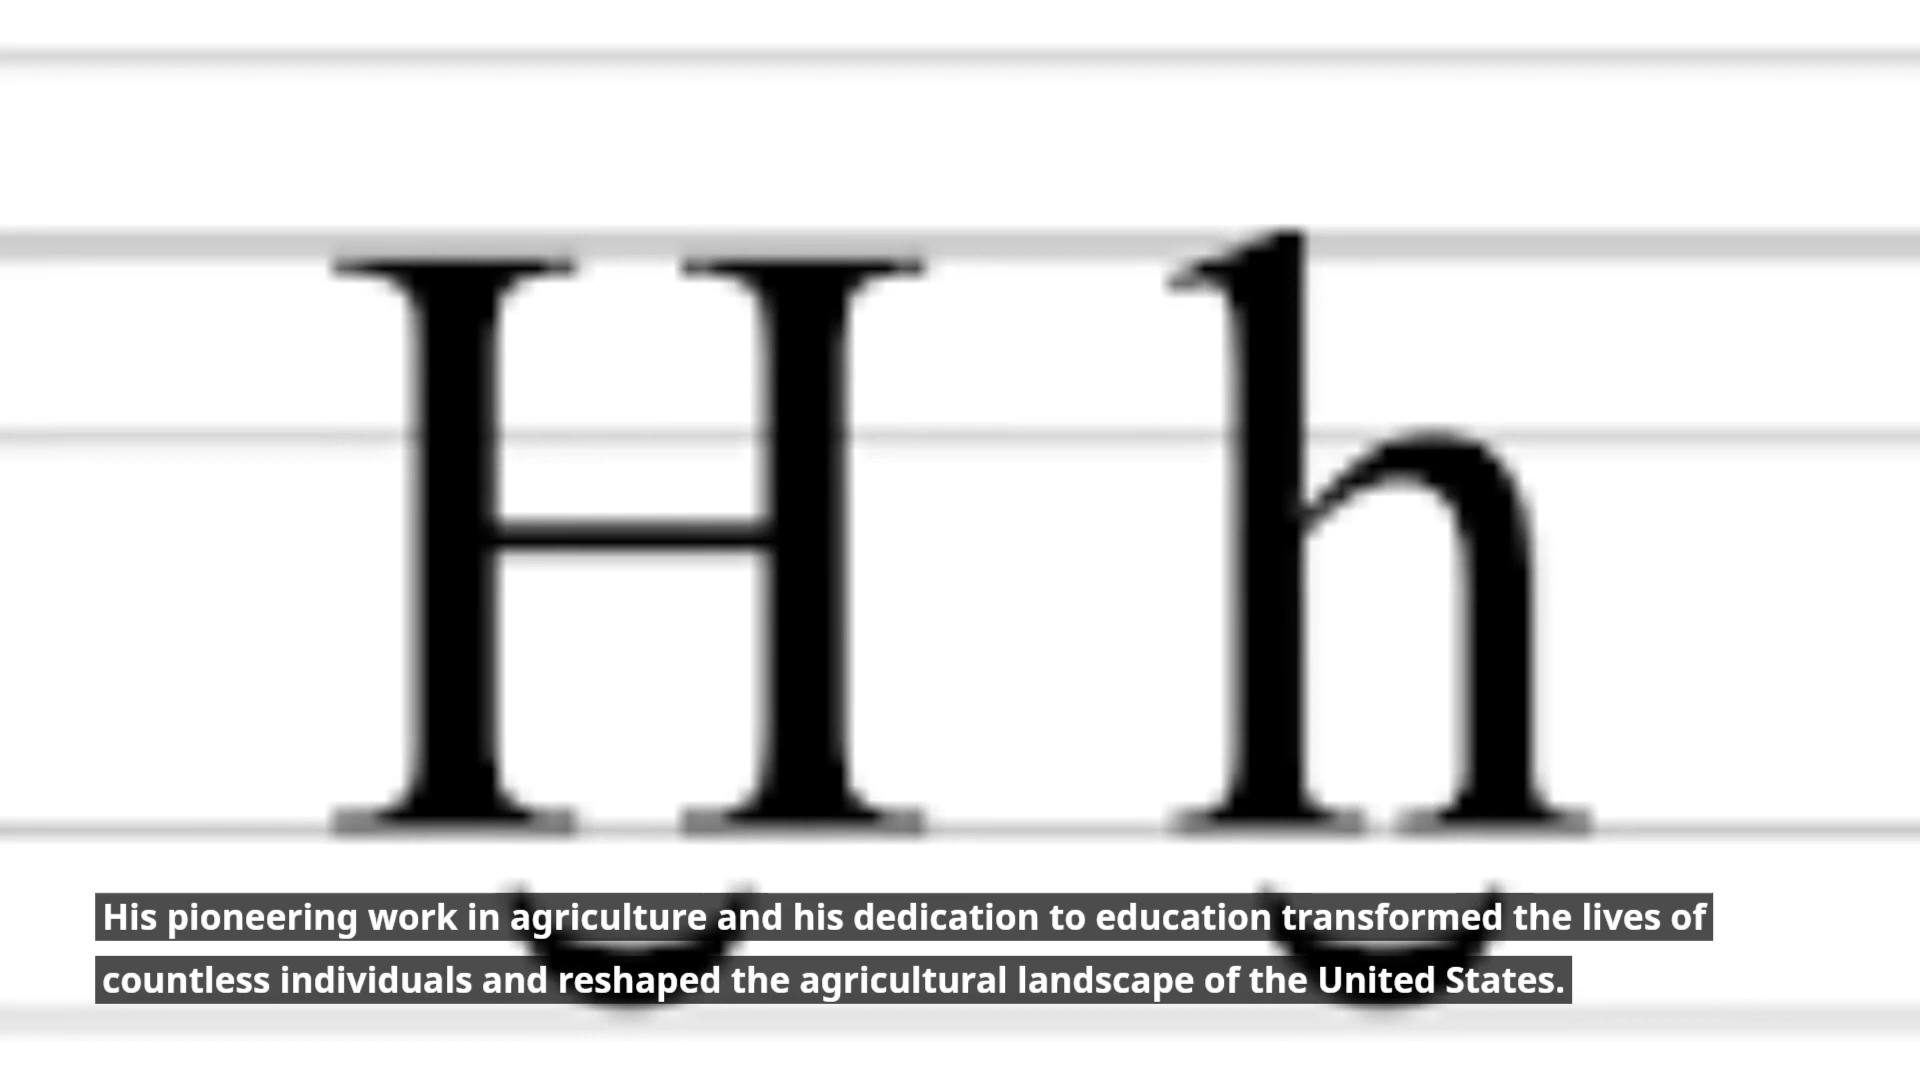 Ḫ ḫ
His pioneering work in agriculture and his dedication to education transformed the lives of
countless individuals and reshaped the agricultural landscape of the United States.